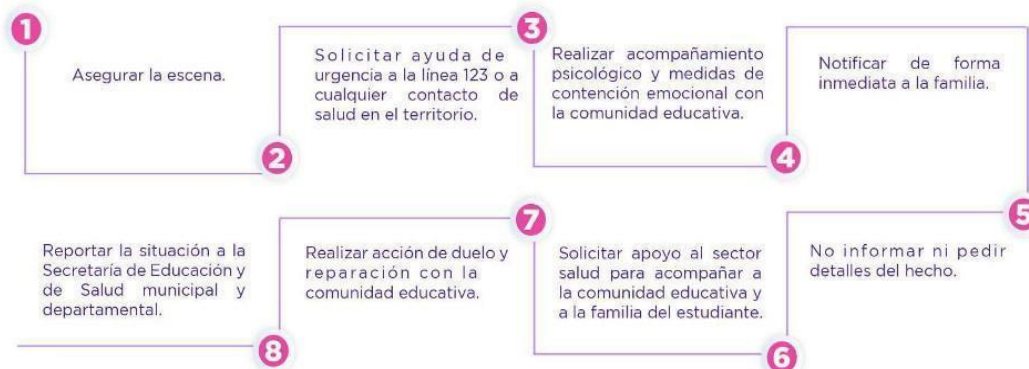 1
Asegurar la escena.
2
Solicitar ayuda de
urgencia a la línea 123 o a
cualquier contacto de
salud en el territorio.
3
Realizar acompañamiento
psicológico y medidas de
contención emocional con
la comunidad educativa.
4
Notificar de forma
inmediata a la familia.
5
No informar ni pedir
detalles del hecho.
6
Solicitar apoyo al sector
salud para acompañar a
la comunidad educativa y
a la familia del estudiante.
7
Realizar acción de duelo y
reparación con la
comunidad educativa.
8
Reportar la situación a la
Secretaría de Educación y
de Salud municipal y
departamental.